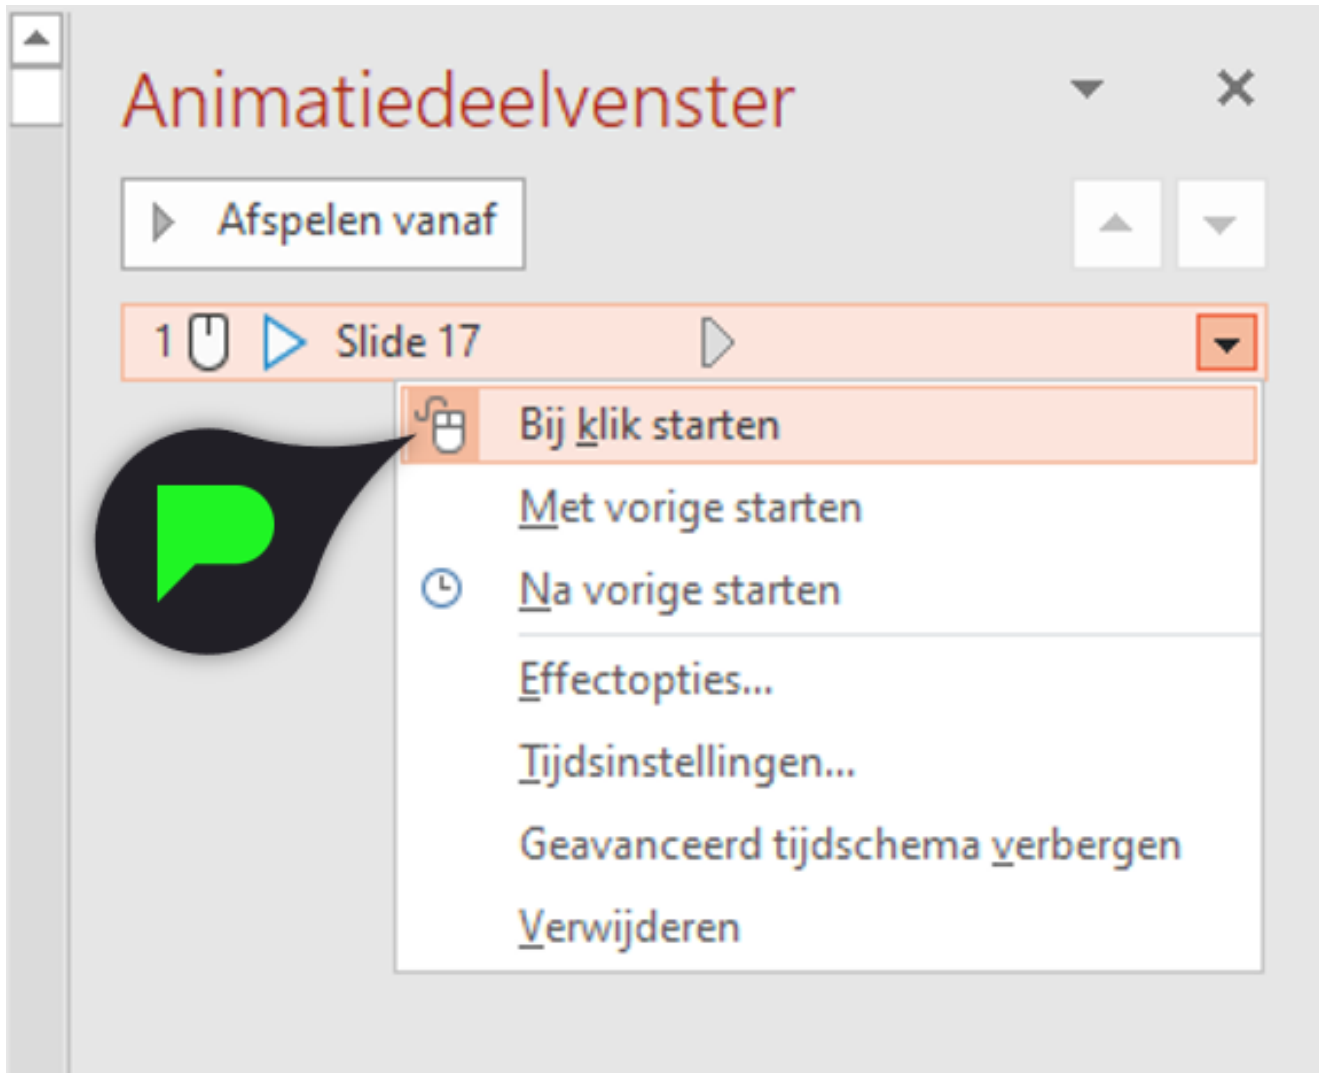 Animatiedeelvenster
Afspelen vanaf
1 Slide 17
Bij klik starten
Met vorige starten
Na vorige starten
Effectopties...
Tijdsinstellingen...
Geavanceerd tijdschema verbergen
Verwijderen